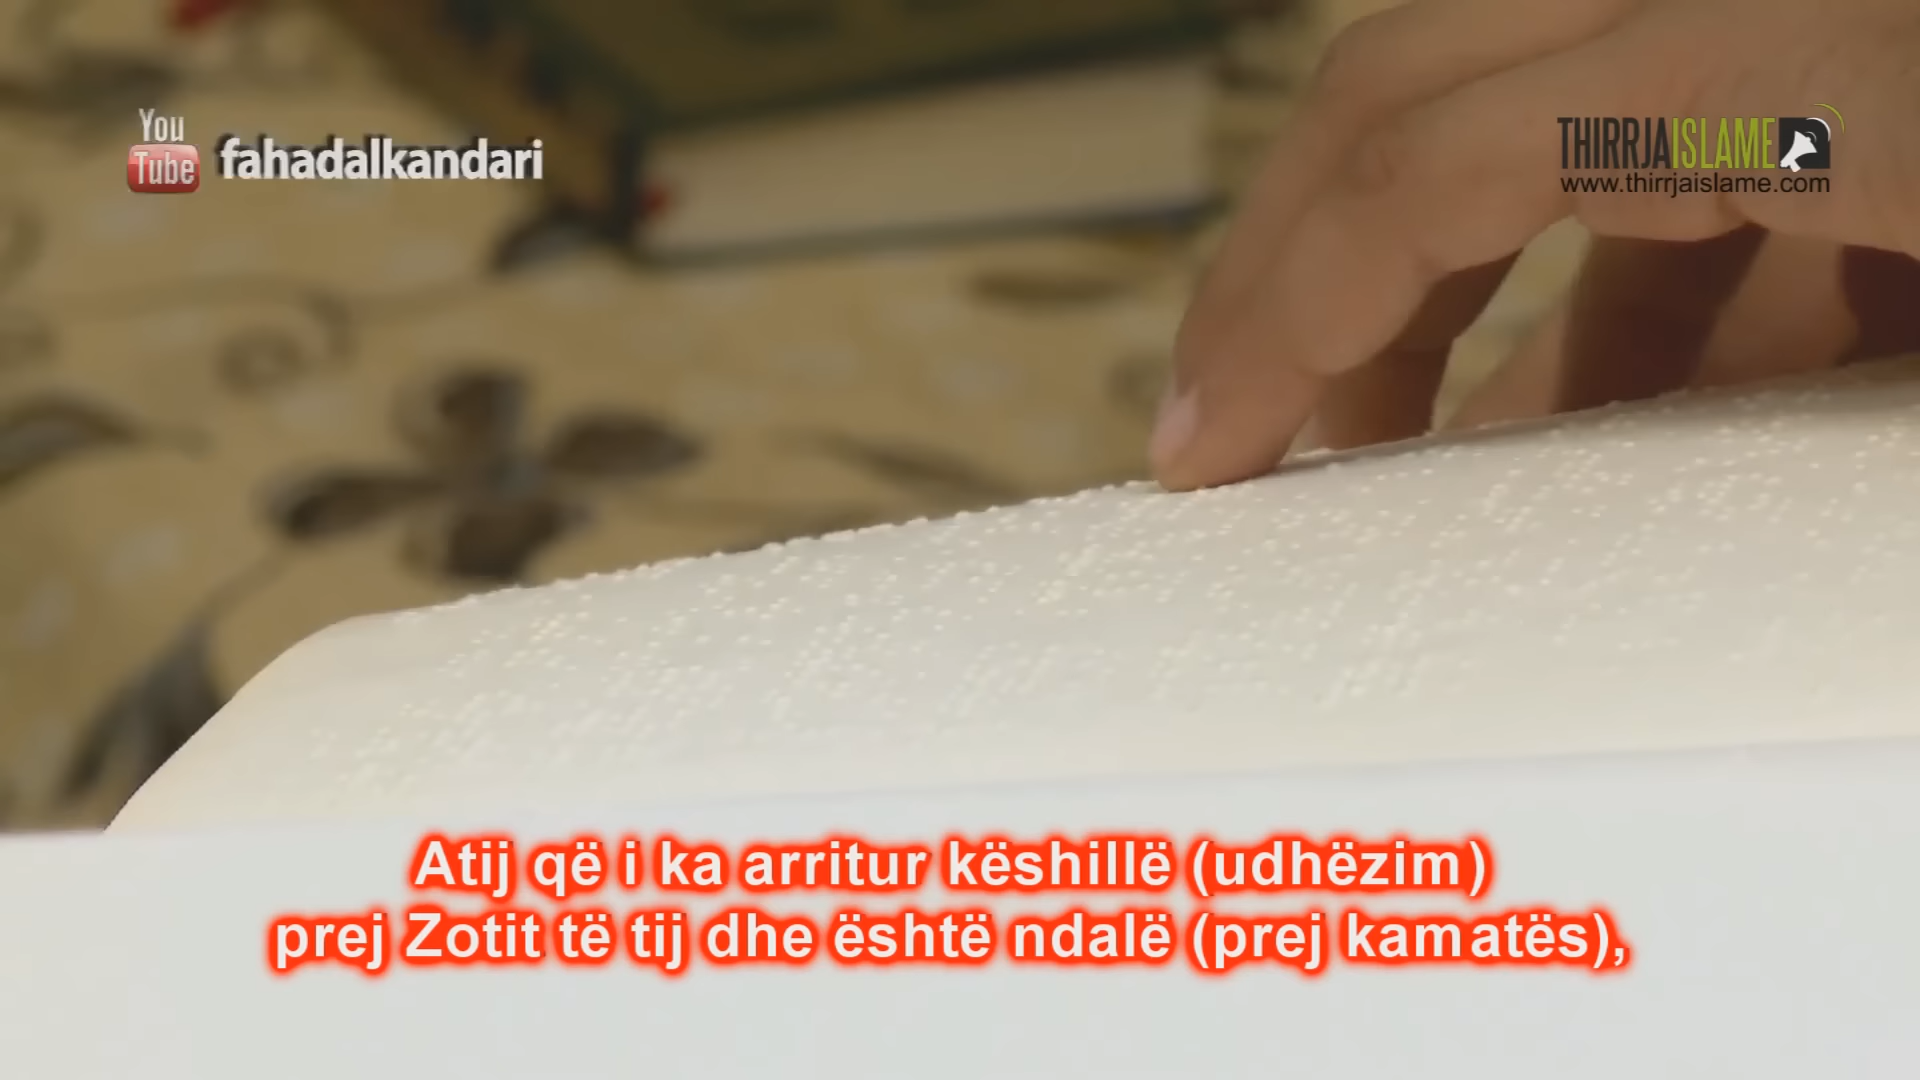 You
Tube fahadalkandari
THIRRJAISLAME
www.thirrjaislame.com
Atij që i ka arritur këshillë (udhëzim)
prej Zotit të tij dhe është ndalë (prej kamatës),